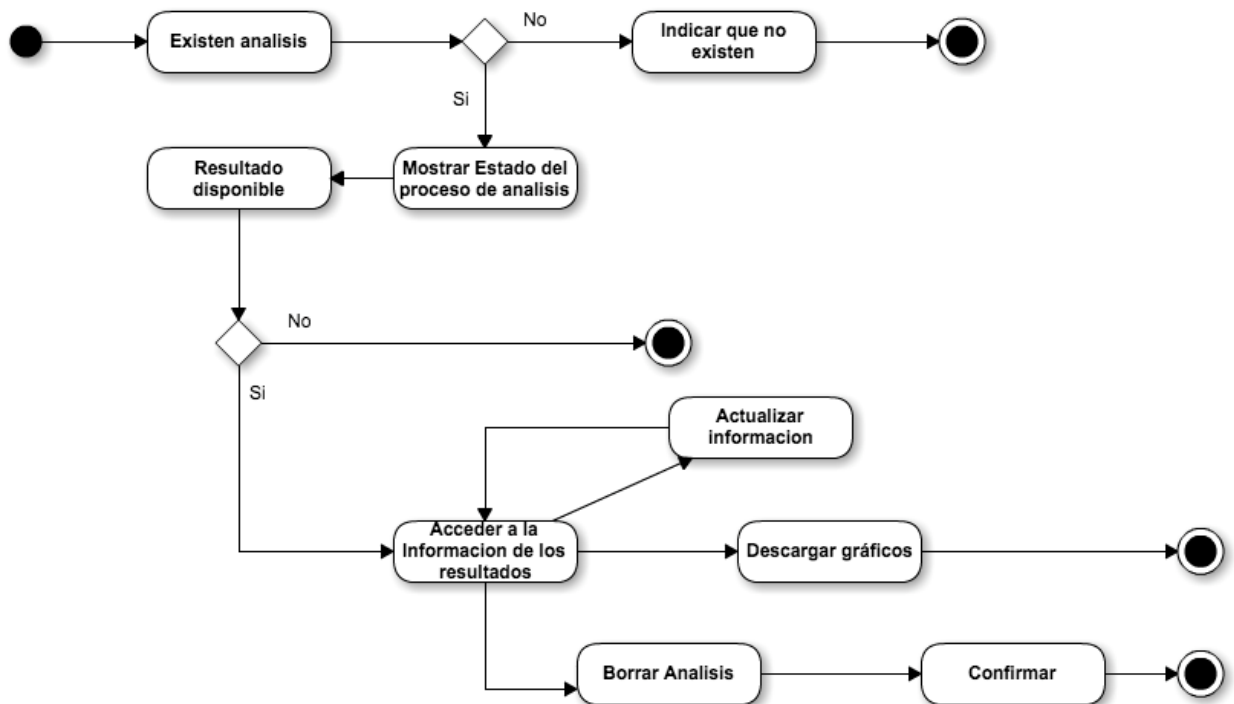 Existen analisis
No
Indicar que no
existen
Si
Resultado
disponible
Mostrar Estado del
proceso de analisis
No
Si
Actualizar
informacion
Acceder a la
Informacion de los
resultados
Descargar gráficos
Borrar Analisis
Confirmar